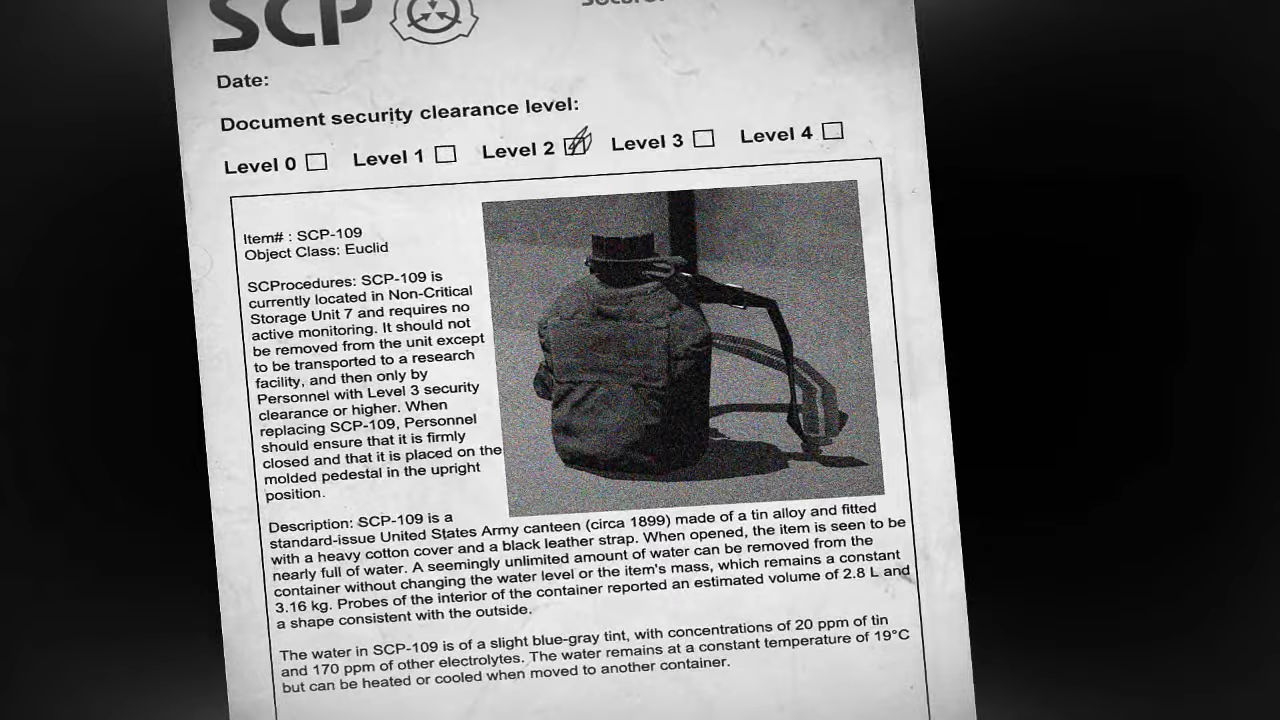 SCP
Date:
Document security clearance level:
Level 0 Level 1 Level 2 Level 3 Level 4
Item# : SCP-109
Object Class: Euclid
SCProcedures: SCP-109 is
currently located in Non-Critical
Storage Unit 7 and requires no
active monitoring. It should not
be removed from the unit except
to be transported to a research
facility, and then only by
Personnel with Level 3 security
clearance or higher. When
replacing SCP-109, Personnel
should ensure that it is firmly
closed and that it is placed on the
molded pedestal in the upright
position.
Description: SCP-109 is a
standard-issue United States Army canteen (circa 1899) made of a tin alloy and fitted
with a heavy cotton cover and a black leather strap. When opened, the item is seen to be
nearly full of water. A seemingly unlimited amount of water can be removed from the
container without changing the water level or the item's mass, which remains a constant
3.16 kg. Probes of the interior of the container reported an estimated volume of 2.8 L and
a shape consistent with the outside.
The water in SCP-109 is of a slight blue-gray tint, with concentrations of 20 ppm of tin
and 170 ppm of other electrolytes. The water remains at a constant temperature of 19°C
but can be heated or cooled when moved to another container.